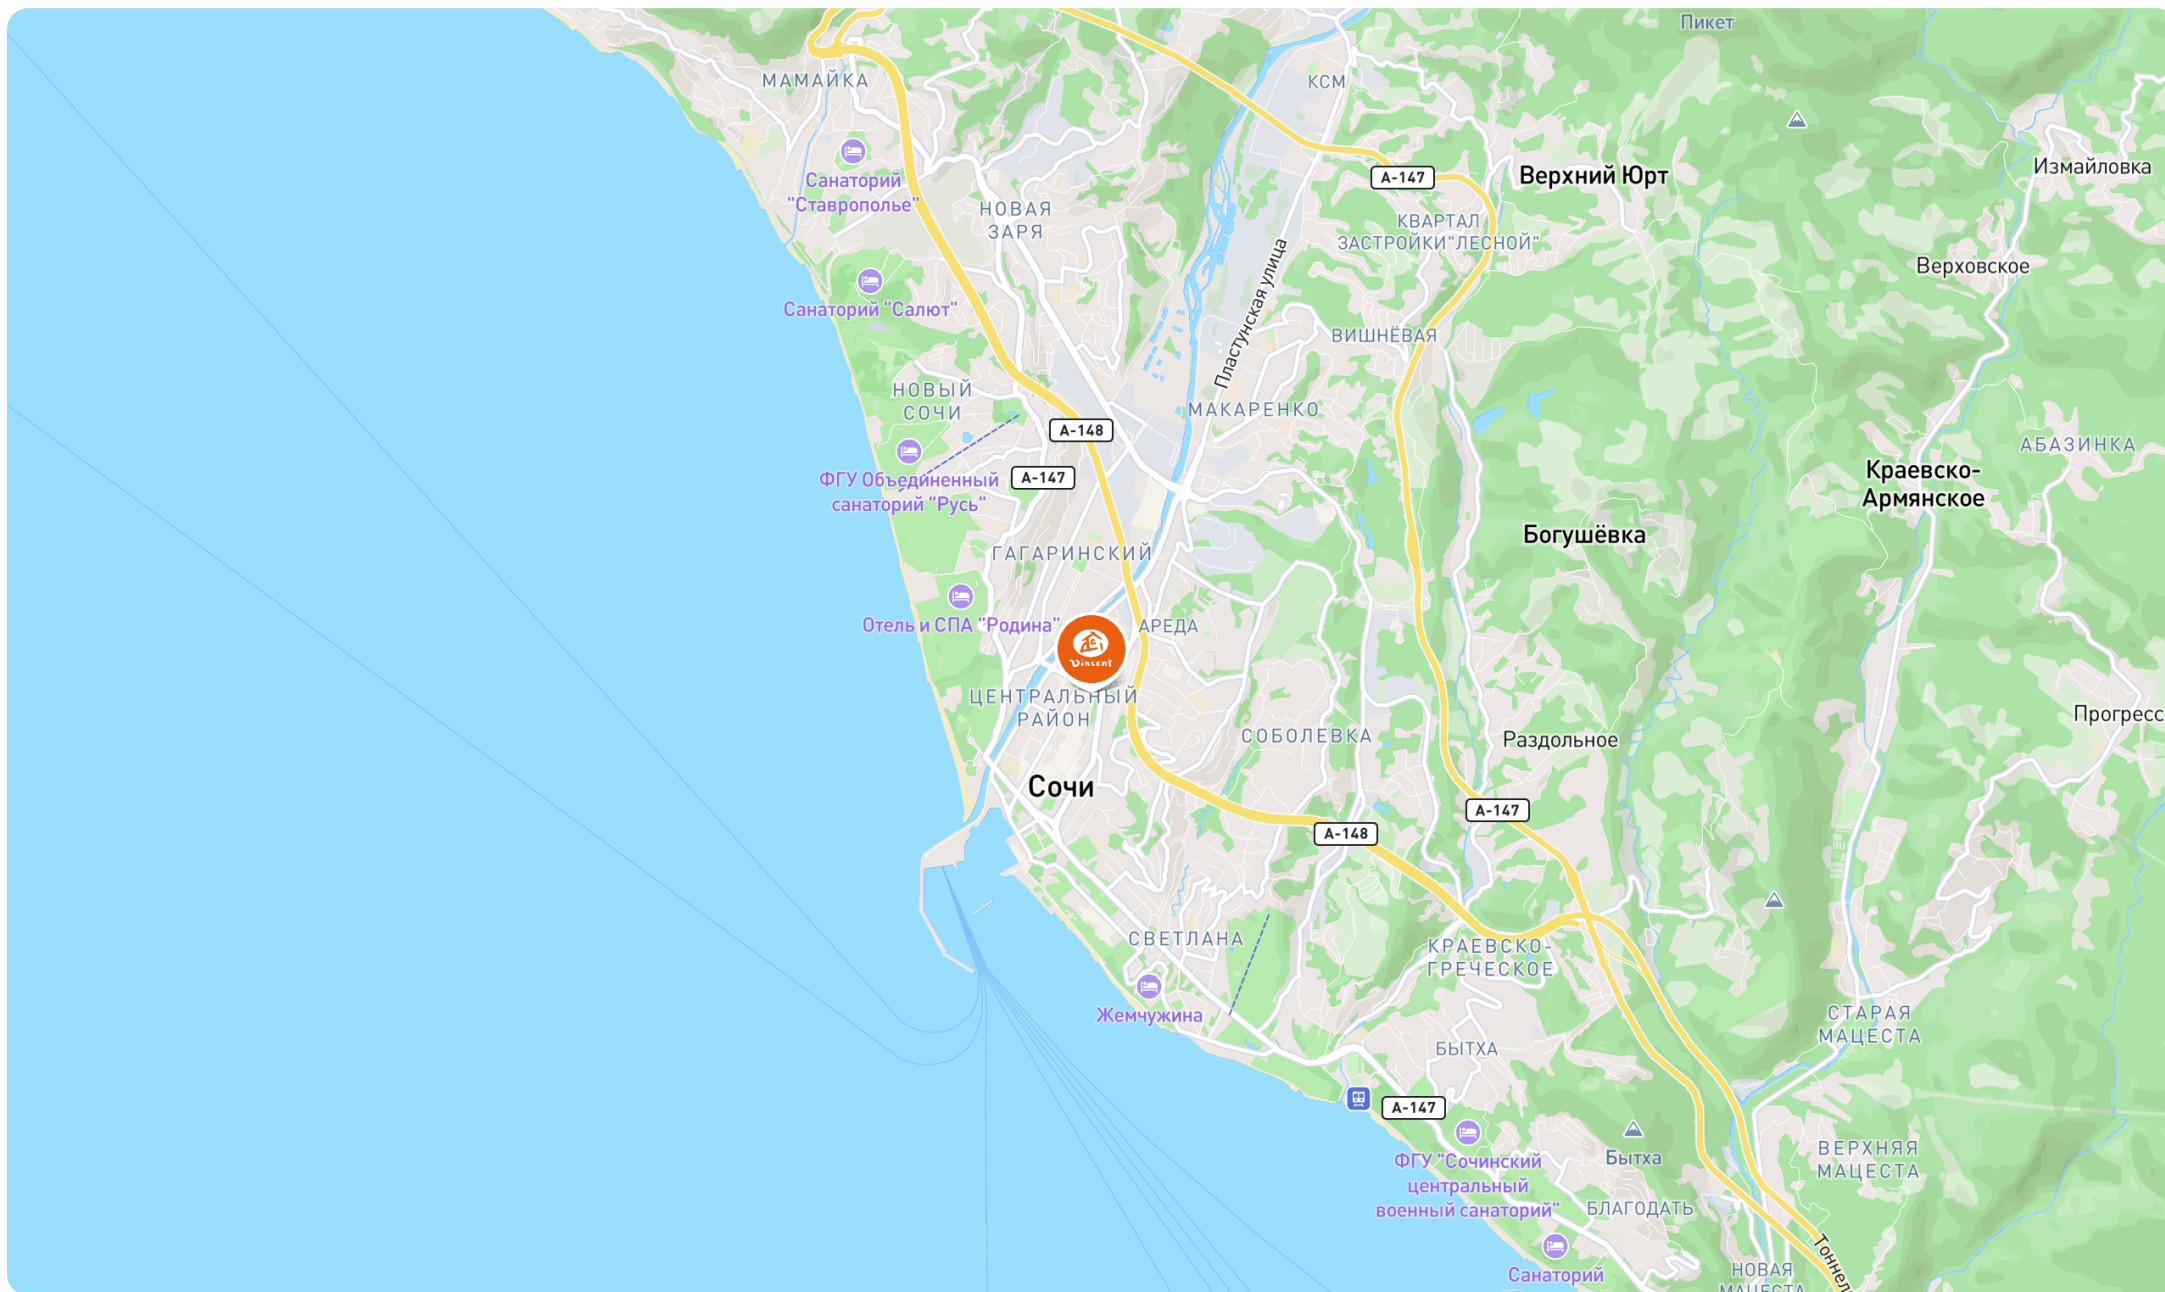 Пикет
МАМАЙКА
КСМ
Санаторий
"Ставрополье"
А-147
Верхний Юрт
Измайловка
НОВАЯ
ЗАРЯ
КВАРТАЛ
ЗАСТРОЙКИ"ЛЕСНОЙ"
Верховское
Санаторий "Салют"
Пластунская улица
ВИШНЁВАЯ
НОВЫЙ
СОЧИ
МАКАРЕНКО
А-148
АБАЗИНКА
ФГУ Объединенный
санаторий "Русь"
А-147
Краевско-
Армянское
Богушёвка
ГАГАРИНСКИЙ
Отель и СПА "Родина"
Vincent
АРЕДА
ЦЕНТРАЛЬНЫЙ
РАЙОН
СОБОЛЕВКА
Раздольное
Прогресс
Сочи
А-148
А-147
СВЕТЛАНА
КРАЕВСКО-
ГРЕЧЕСКОЕ
Жемчужина
СТАРАЯ
МАЦЕСТА
БЫТХА
А-147
ФГУ "Сочинский
центральный
военный санаторий"
Бытха
ВЕРХНЯЯ
МАЦЕСТА
БЛАГОДАТЬ
Санаторий
НОВАЯ
МАЦЕСТА
Тоннел